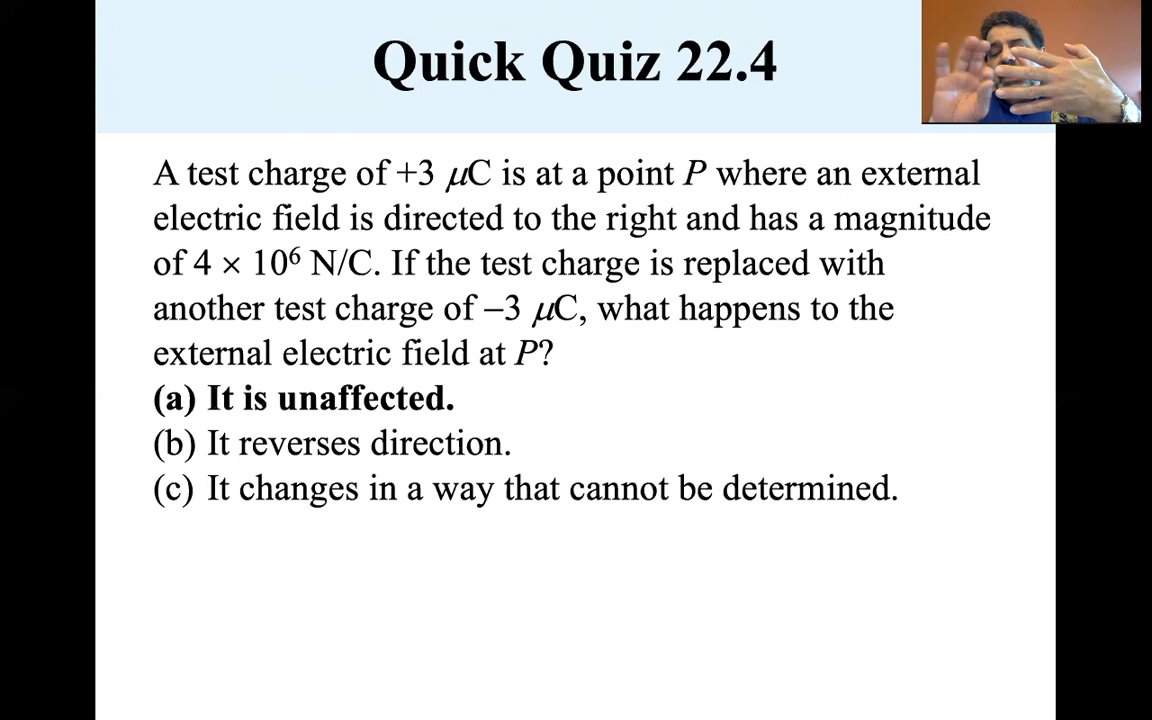 Quick Quiz 22.4
A test charge of +3 μC is at a point P where an external
electric field is directed to the right and has a magnitude
of 4 × 10⁶ N/C. If the test charge is replaced with
another test charge of –3 μC, what happens to the
external electric field at P?
(a) It is unaffected.
(b) It reverses direction.
(c) It changes in a way that cannot be determined.